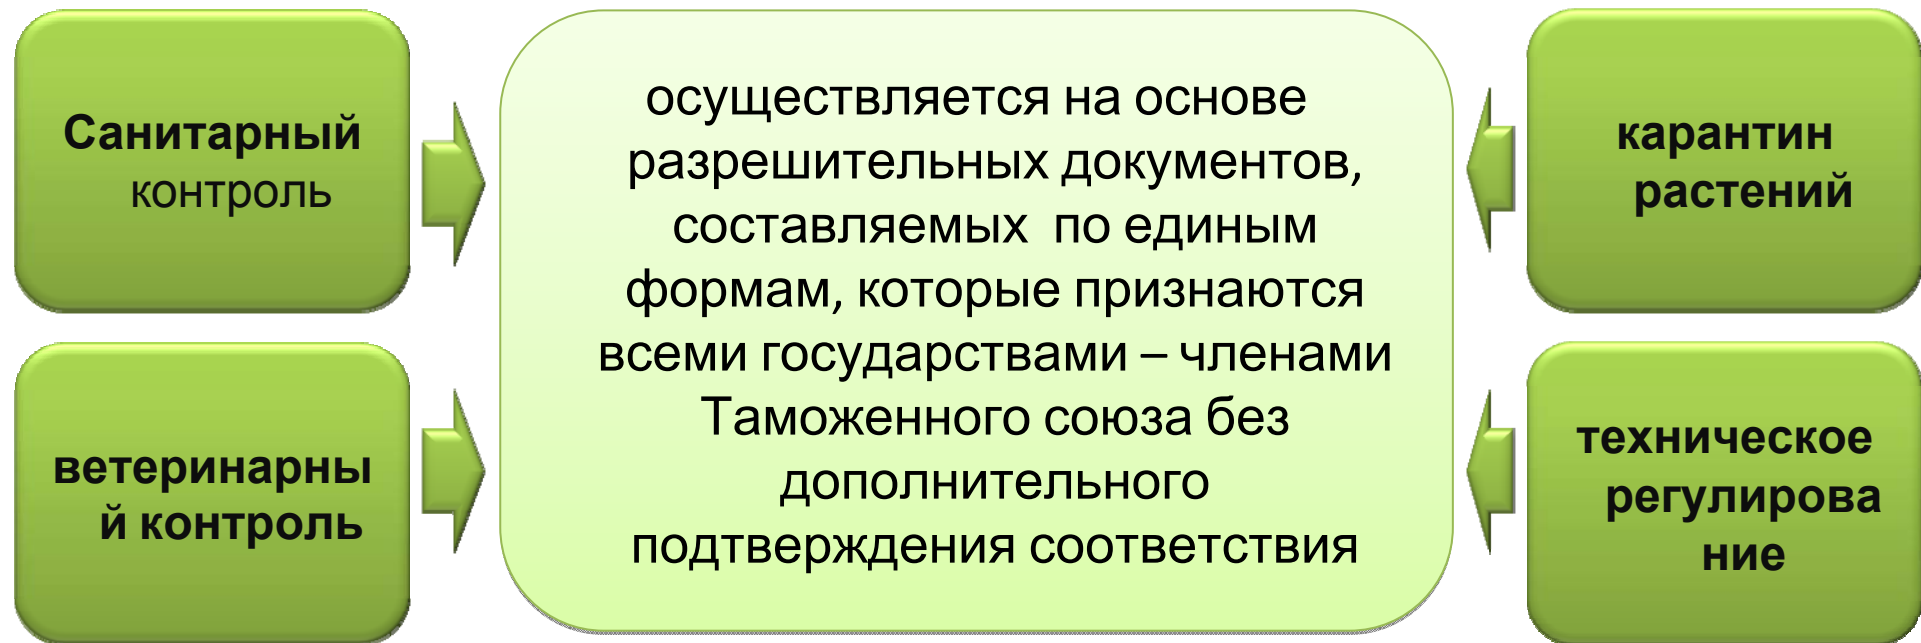 Санитарный
контроль
ветеринарны
й контроль
осуществляется на основе
разрешительных документов,
составляемых по единым
формам, которые признаются
всеми государствами – членами
Таможенного союза без
дополнительного
подтверждения соответствия
карантин
растений
техническое
регулирова
ние